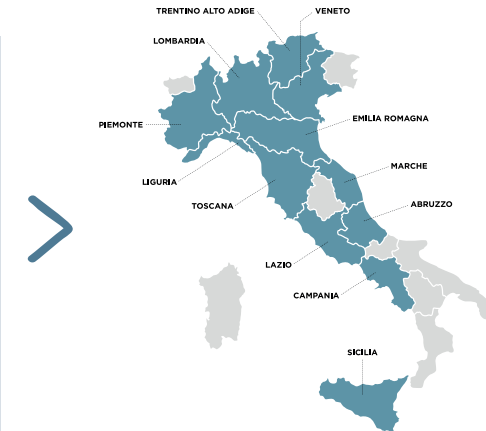 TRENTINO ALTO ADIGE
VENETO
LOMBARDIA
PIEMONTE
EMILIA ROMAGNA
MARCHE
LIGURIA
ABRUZZO
TOSCANA
LAZIO
CAMPANIA
SICILIA